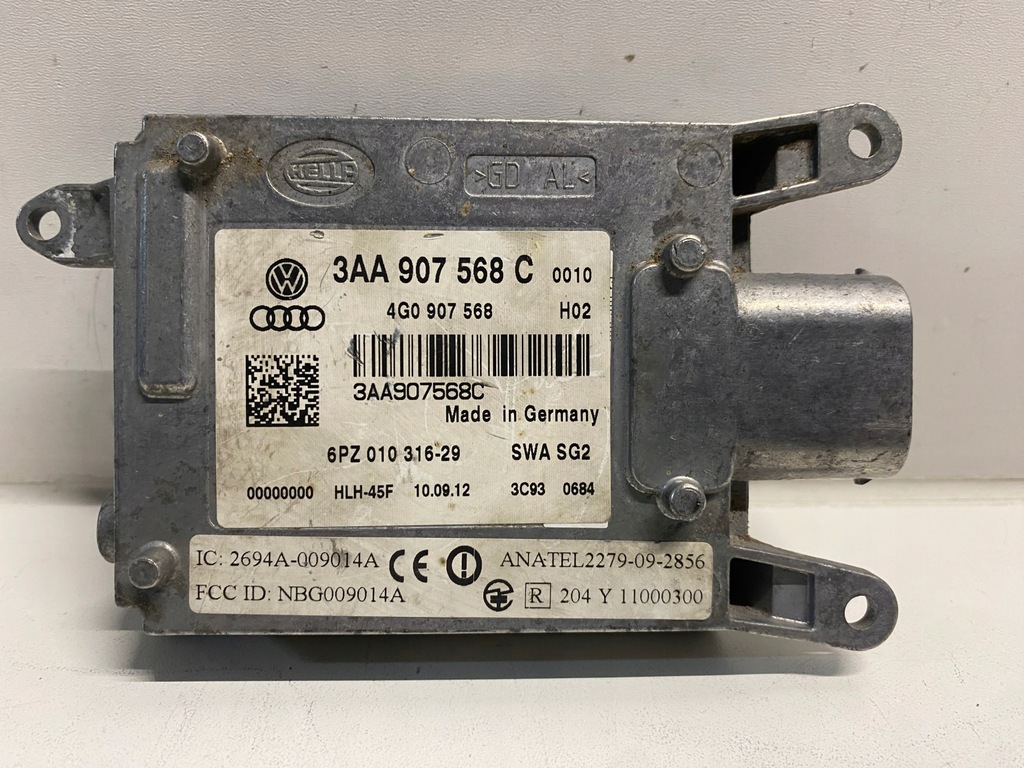 HELLA
>GD AL<
3AA 907 568 C 0010
4G0 907 568 H02
3AA907568C
Made in Germany
6PZ 010 316-29 SWA SG2
00000000 HLH-45F 10.09.12 3C93 0684
IC: 2694A-009014A CE ANATEL2279-09-2856
FCC ID: NBG009014A R 204 Y 11000300